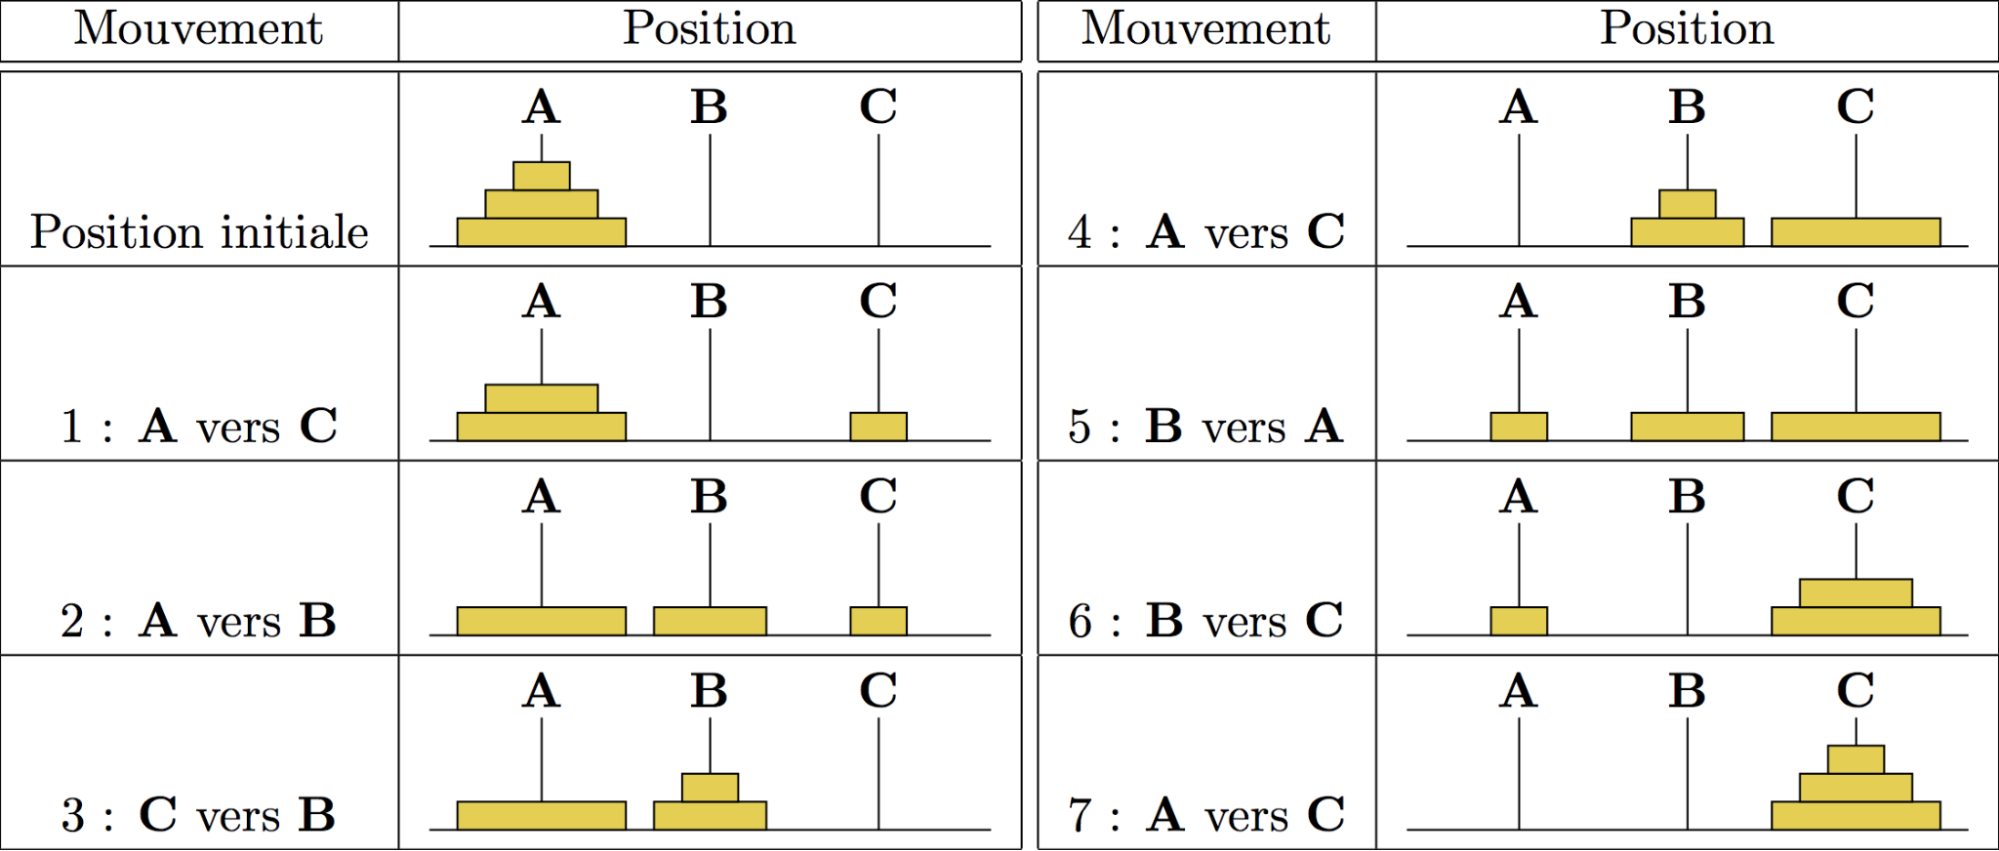 Mouvement Position Mouvement Position
A B C
Position initiale
A B C
4 : A vers C
A B C
1 : A vers C
A B C
5 : B vers A
A B C
2 : A vers B
A B C
6 : B vers C
A B C
3 : C vers B
A B C
7 : A vers C